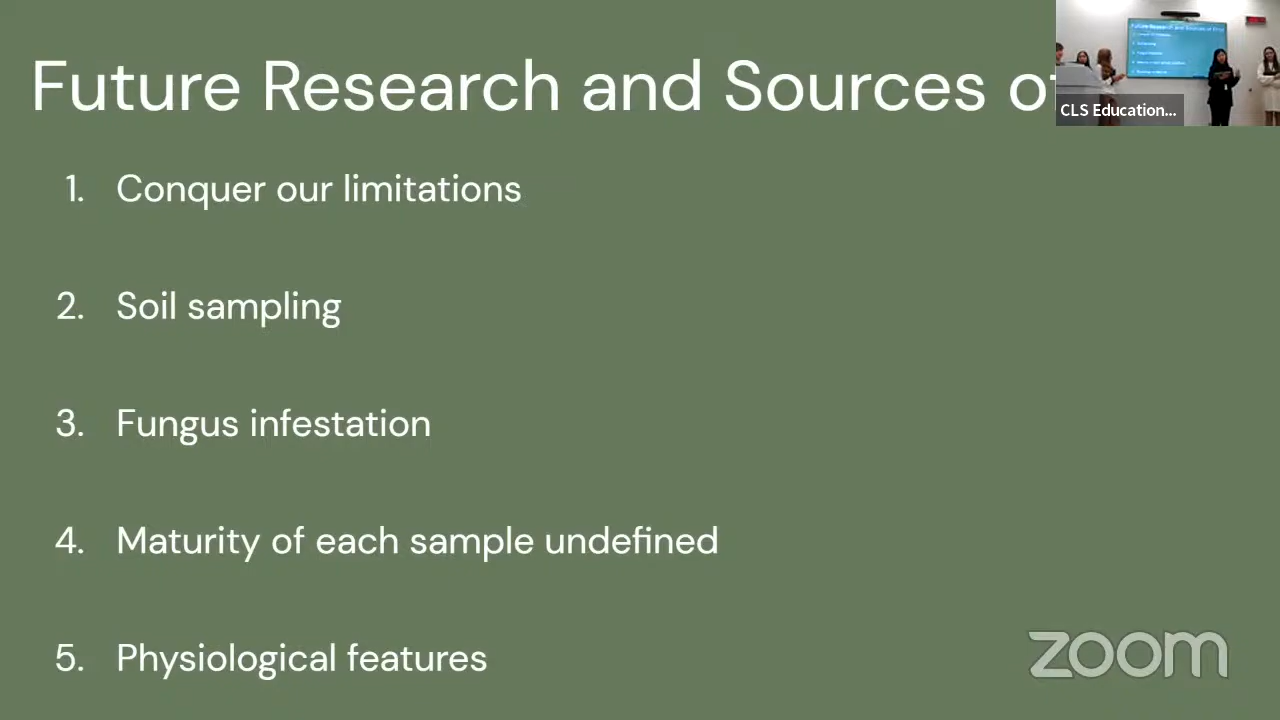 Future Research and Sources of
CLS Education...
1. Conquer our limitations
2. Soil sampling
3. Fungus infestation
4. Maturity of each sample undefined
5. Physiological features
zoom